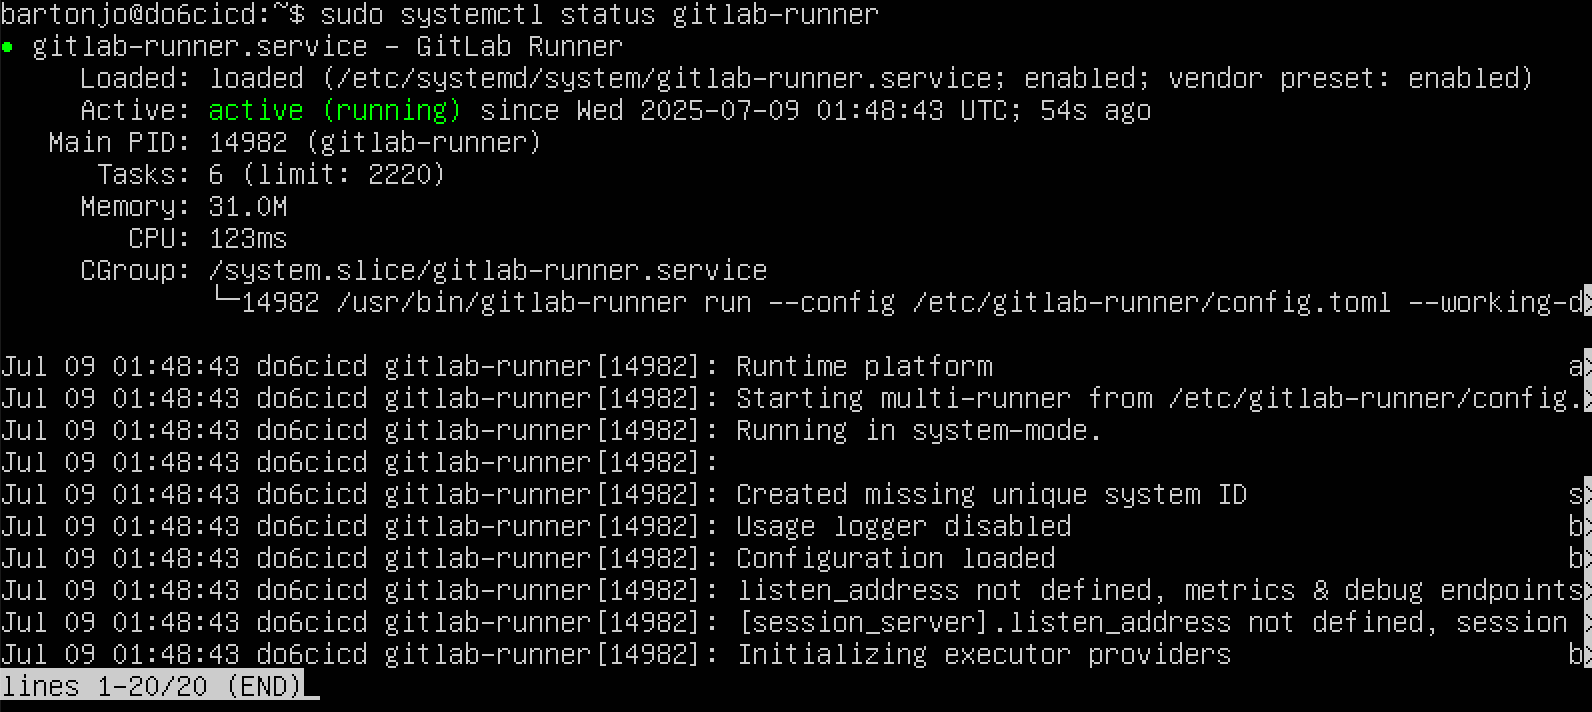 bartonjo@do6cicd:~$ sudo systemctl status gitlab-runner
● gitlab-runner.service - GitLab Runner
     Loaded: loaded (/etc/systemd/system/gitlab-runner.service; enabled; vendor preset: enabled)
     Active: active (running) since Wed 2025-07-09 01:48:43 UTC; 54s ago
   Main PID: 14982 (gitlab-runner)
      Tasks: 6 (limit: 2220)
     Memory: 31.0M
        CPU: 123ms
     CGroup: /system.slice/gitlab-runner.service
             └─14982 /usr/bin/gitlab-runner run --config /etc/gitlab-runner/config.toml --working-d>

Jul 09 01:48:43 do6cicd gitlab-runner[14982]: Runtime platform                                    a>
Jul 09 01:48:43 do6cicd gitlab-runner[14982]: Starting multi-runner from /etc/gitlab-runner/config.>
Jul 09 01:48:43 do6cicd gitlab-runner[14982]: Running in system-mode.
Jul 09 01:48:43 do6cicd gitlab-runner[14982]:
Jul 09 01:48:43 do6cicd gitlab-runner[14982]: Created missing unique system ID                    s>
Jul 09 01:48:43 do6cicd gitlab-runner[14982]: Usage logger disabled                               b>
Jul 09 01:48:43 do6cicd gitlab-runner[14982]: Configuration loaded                                b>
Jul 09 01:48:43 do6cicd gitlab-runner[14982]: listen_address not defined, metrics & debug endpoints>
Jul 09 01:48:43 do6cicd gitlab-runner[14982]: [session_server].listen_address not defined, session >
Jul 09 01:48:43 do6cicd gitlab-runner[14982]: Initializing executor providers                     b>
lines 1-20/20 (END)